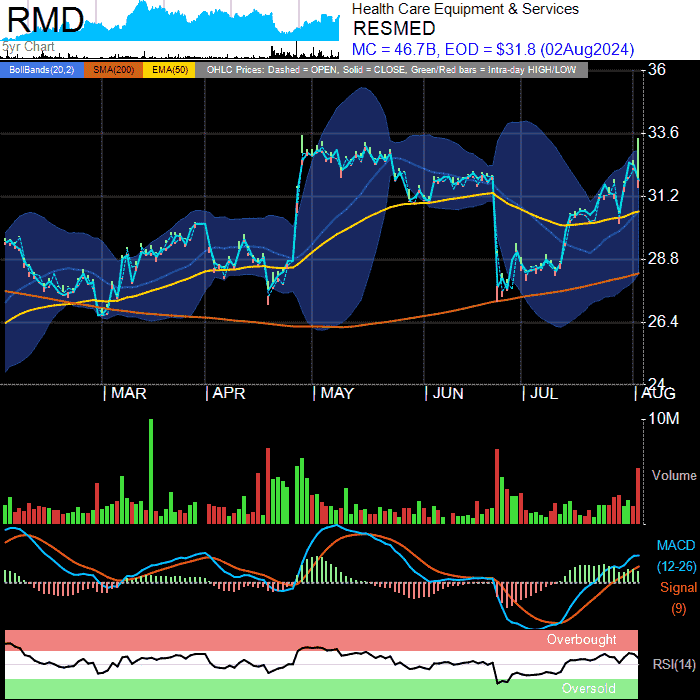 RMD
5yr Chart
Health Care Equipment & Services
RESMED
MC = 46.7B, EOD = $31.8 (02Aug2024)
BollBands(20,2) SMA(200) EMA(50) OHLC Prices: Dashed = OPEN, Solid = CLOSE, Green/Red bars = Intra-day HIGH/LOW
36
33.6
31.2
28.8
26.4
24
MAR APR MAY JUN JUL AUG
10M
Volume
MACD
(12-26)
Signal
(9)
Overbought
RSI(14)
Oversold